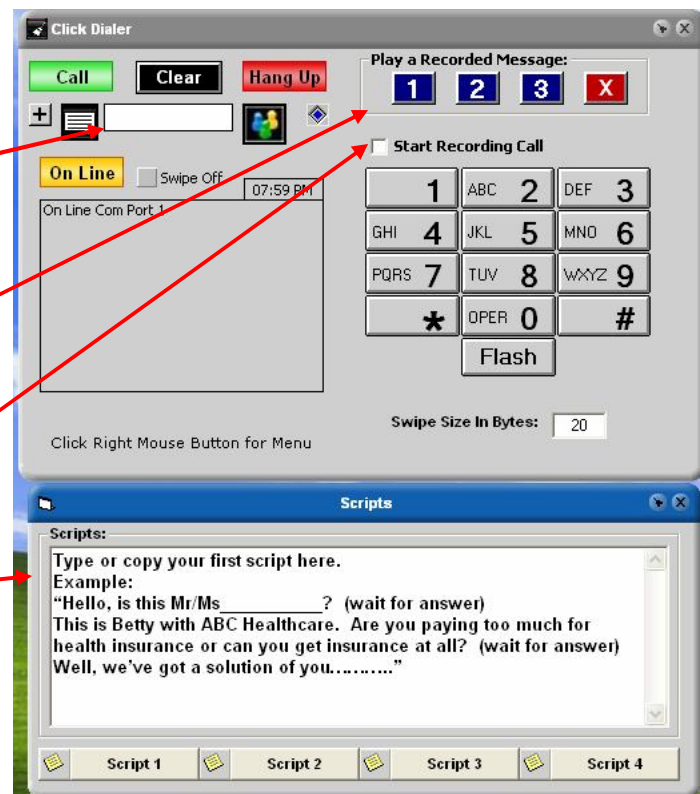 Click Dialer
Call Clear Hang Up
Play a Recorded Message:
1 2 3 X
+
Start Recording Call
On Line Swipe Off 07:59 PM
On Line Com Port 1
1 ABC 2 DEF 3
GHI 4 JKL 5 MNO 6
PQRS 7 TUV 8 WXYZ 9
* OPER 0 #
Flash
Swipe Size In Bytes: 20
Click Right Mouse Button for Menu
Scripts
Scripts:
Type or copy your first script here.
Example:
“Hello, is this Mr/Ms___________? (wait for answer)
This is Betty with ABC Healthcare. Are you paying too much for
health insurance or can you get insurance at all? (wait for answer)
Well, we’ve got a solution of you………..”
Script 1 Script 2 Script 3 Script 4